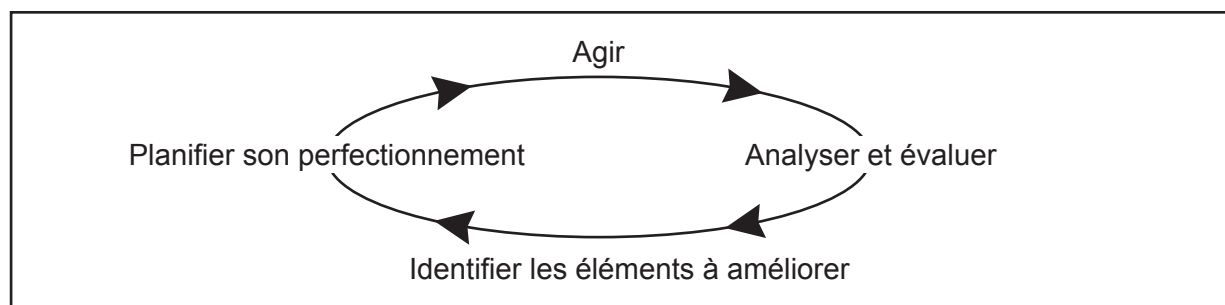 Agir
Planifier son perfectionnement
Analyser et évaluer
Identifier les éléments à améliorer